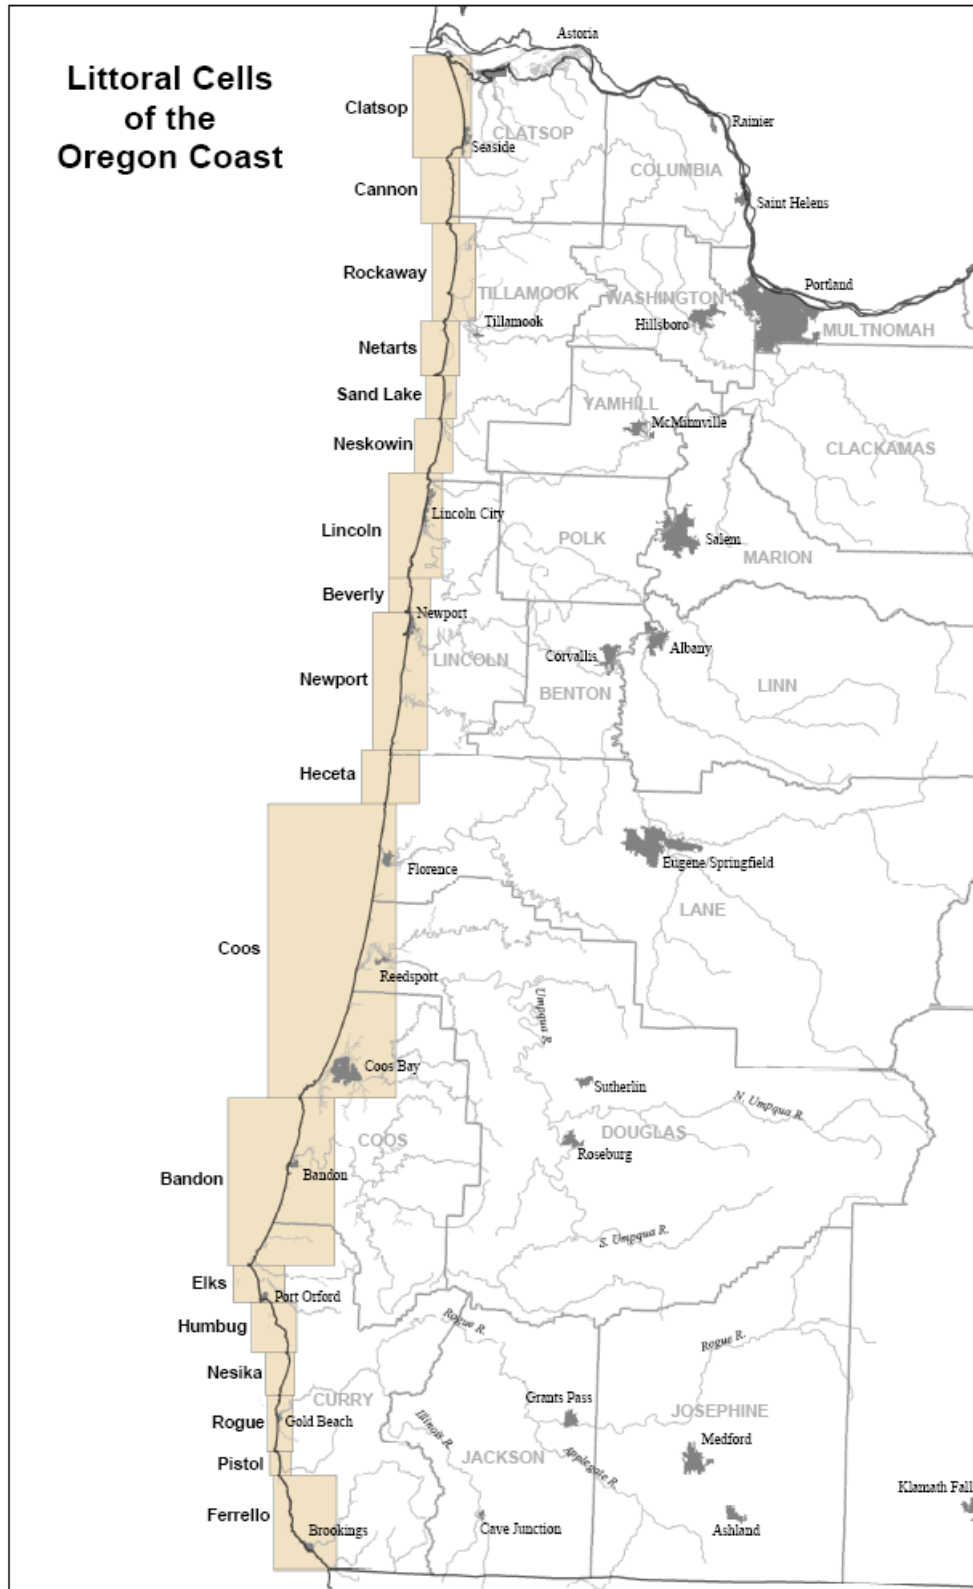 Littoral Cells
of the
Oregon Coast
Astoria
Clatsop
CLATSOP
Rainier
Seaside
COLUMBIA
Cannon
Saint Helens
Rockaway
Portland
TILLAMOOK
WASHINGTON
Tillamook
Hillsboro
MULTNOMAH
Netarts
Sand Lake
YAMHILL
McMinnville
Neskowin
CLACKAMAS
Lincoln City
Lincoln
POLK
Salem
MARION
Beverly
Newport
Albany
Corvallis
LINCOLN
Newport
BENTON
LINN
Heceta
Eugene/Springfield
Florence
LANE
Coos
Reedsport
Umpqua R.
Coos Bay
Sutherlin
N. Umpqua R.
COOS
DOUGLAS
Roseburg
Bandon
Bandon
S. Umpqua R.
Elks
Port Orford
Humbug
Rogue R.
Rogue R.
Nesika
CURRY
Grants Pass
JOSEPHINE
Rogue
Gold Beach
Illinois R.
Medford
Pistol
JACKSON
Applegate R.
Klamath Fall
Ferrello
Brookings
Cave Junction
Ashland